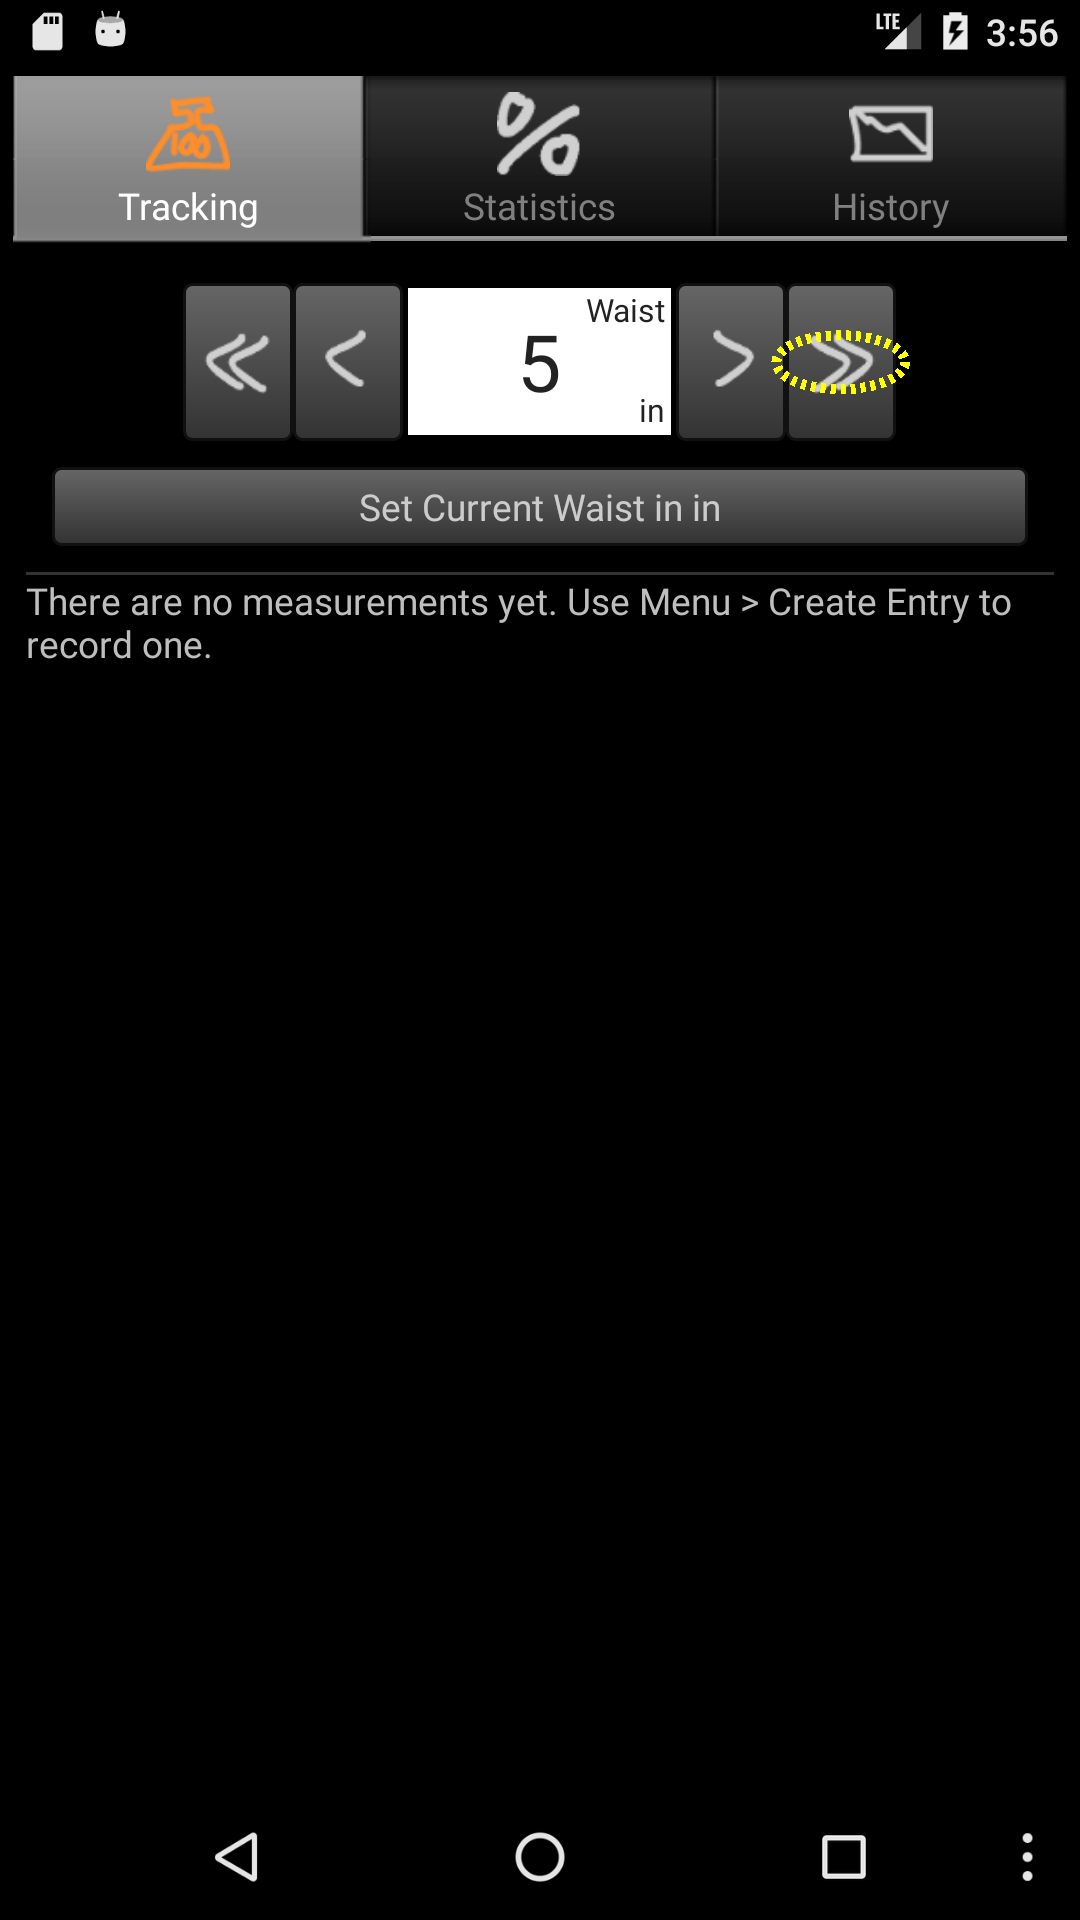 LTE 3:56
100
Tracking
%
Statistics
History
Waist
5
in
Set Current Waist in in
There are no measurements yet. Use Menu > Create Entry to
record one.